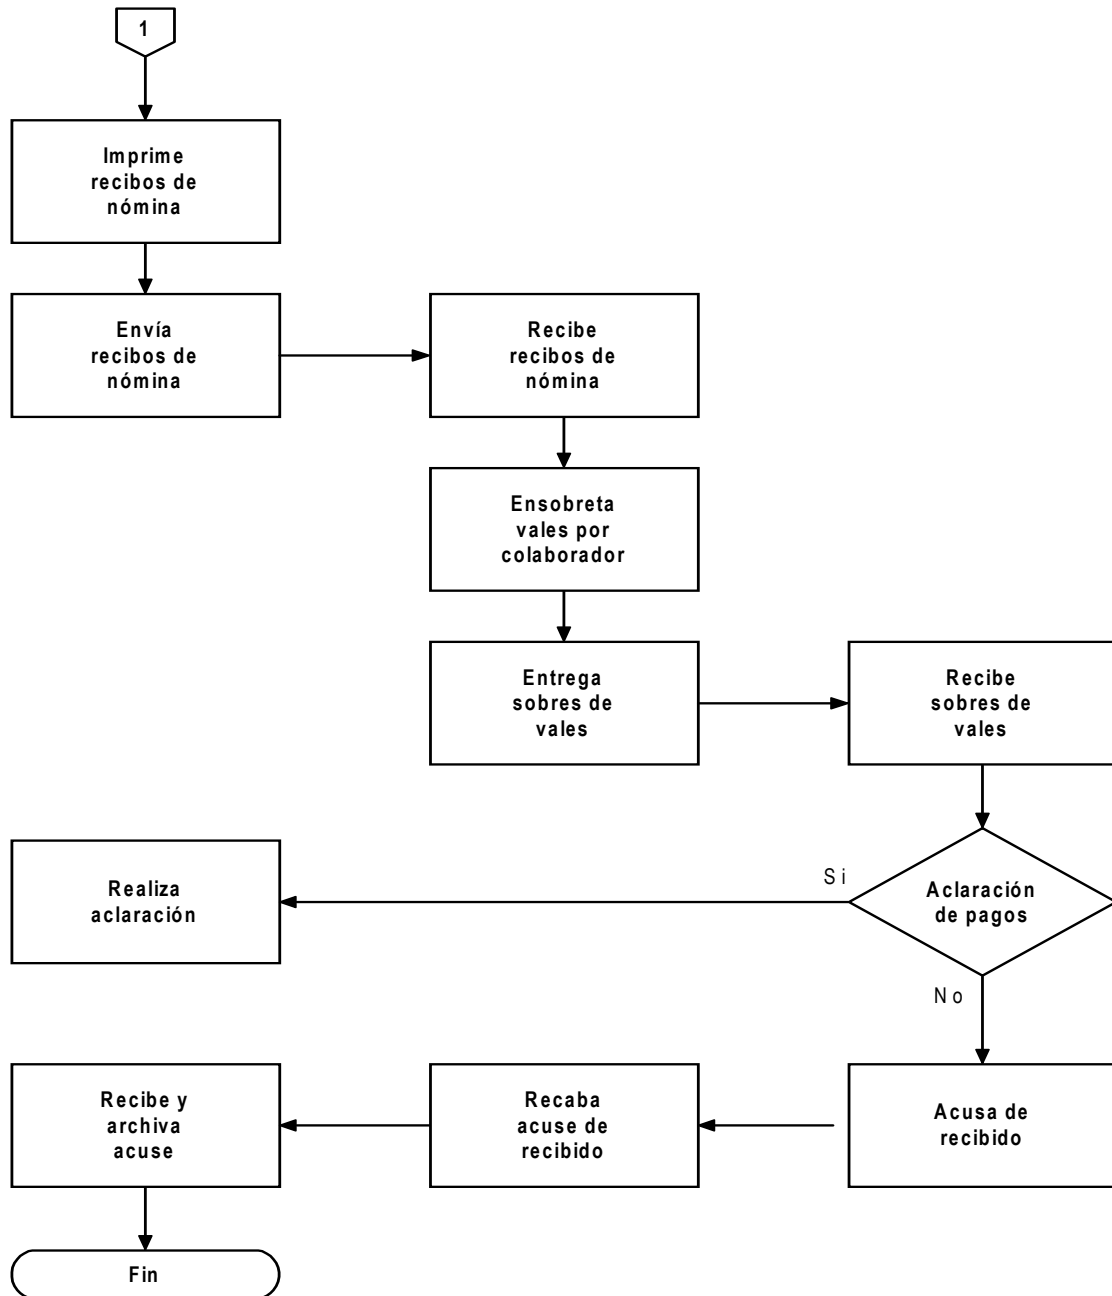 1
Imprime
recibos de
nómina
Envía
recibos de
nómina
Recibe
recibos de
nómina
Ensobreta
vales por
colaborador
Entrega
sobres de
vales
Recibe
sobres de
vales
Si
Aclaración
de pagos
Realiza
aclaración
No
Acusa de
recibido
Recaba
acuse de
recibido
Recibe y
archiva
acuse
Fin